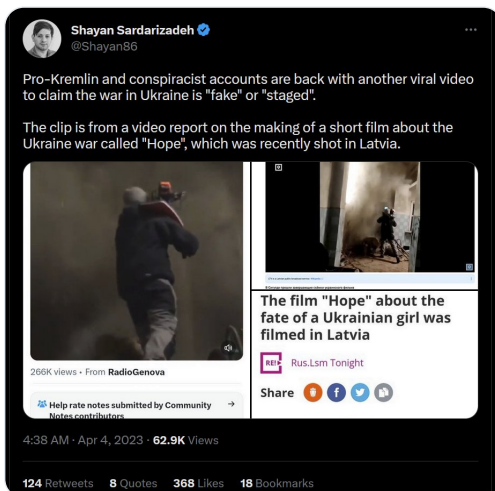 Shayan Sardarizadeh
@Shayan86
Pro-Kremlin and conspiracist accounts are back with another viral video
to claim the war in Ukraine is "fake" or "staged".
The clip is from a video report on the making of a short film about the
Ukraine war called "Hope", which was recently shot in Latvia.
266K views • From RadioGenova
Help rate notes submitted by Community
Notes contributors
The film "Hope" about the
fate of a Ukrainian girl was
filmed in Latvia
RE!
Rus.Lsm Tonight
Share
4:38 AM · Apr 4, 2023 · 62.9K Views
124 Retweets 8 Quotes 368 Likes 18 Bookmarks